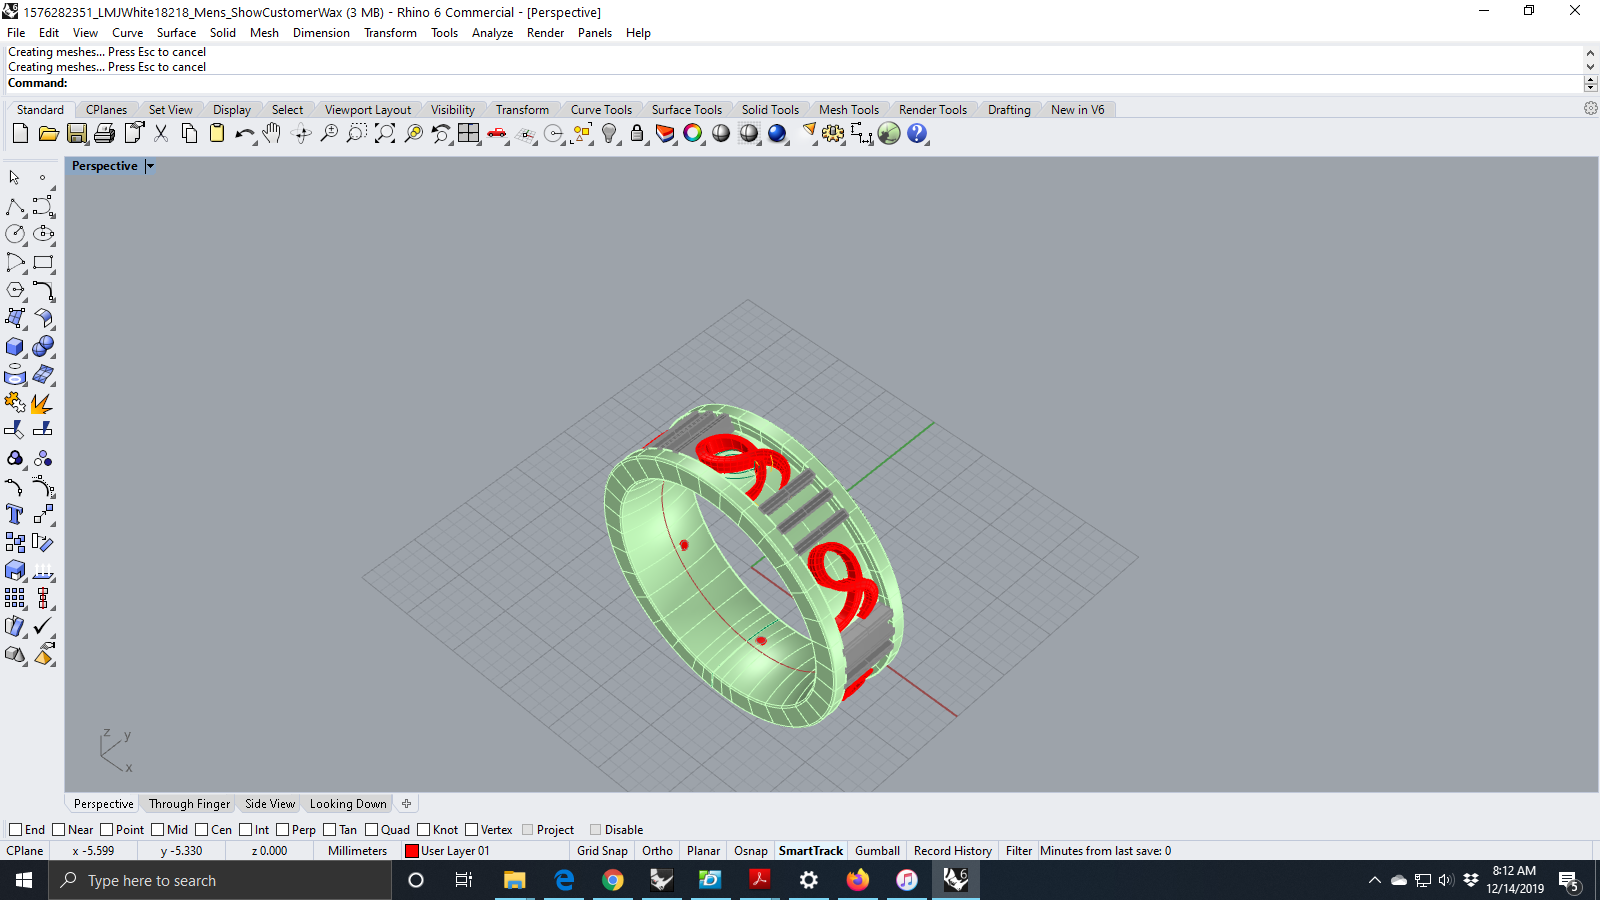 1576282351_LMJWhite18218_Mens_ShowCustomerWax (3 MB) - Rhino 6 Commercial - [Perspective]
File Edit View Curve Surface Solid Mesh Dimension Transform Tools Analyze Render Panels Help
Creating meshes... Press Esc to cancel
Creating meshes... Press Esc to cancel
Command:
Standard CPlanes Set View Display Select Viewport Layout Visibility Transform Curve Tools Surface Tools Solid Tools Mesh Tools Render Tools Drafting New in V6
Perspective
z y
x
Perspective Through Finger Side View Looking Down
End Near Point Mid Cen Int Perp Tan Quad Knot Vertex Project Disable
CPlane x -5.599 y -5.330 z 0.000 Millimeters User Layer 01 Grid Snap Ortho Planar Osnap SmartTrack Gumball Record History Filter Minutes from last save: 0
Type here to search
8:12 AM
12/14/2019
5